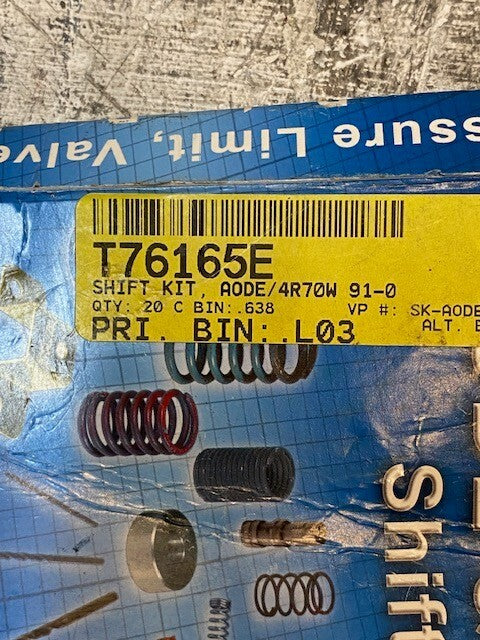 ssure Limit, Valve
T76165E
SHIFT KIT, AODE/4R70W 91-0
QTY: 20 C BIN:.638 VP #: SK-AODE
PRI. BIN:.L03 ALT. B
Shif